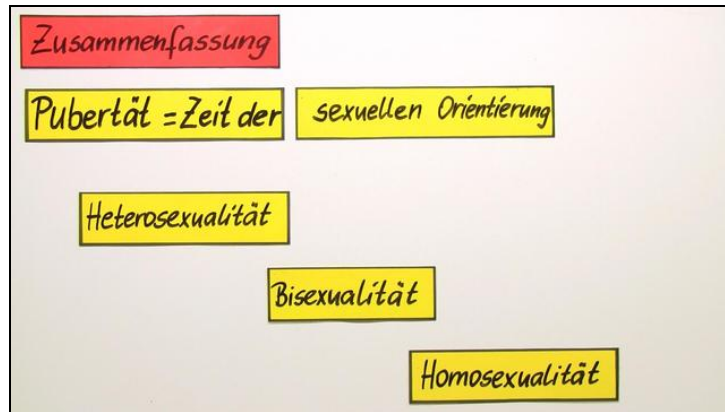 Zusammenfassung
Pubertät = Zeit der sexuellen Orientierung
Heterosexualität
Bisexualität
Homosexualität